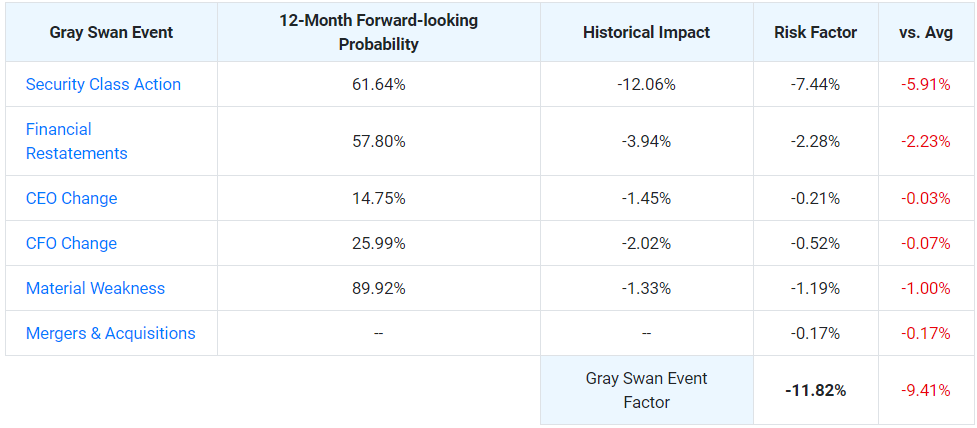 Gray Swan Event
12-Month Forward-looking
Probability
Historical Impact
Risk Factor
vs. Avg
Security Class Action
61.64%
-12.06%
-7.44%
-5.91%
Financial
Restatements
57.80%
-3.94%
-2.28%
-2.23%
CEO Change
14.75%
-1.45%
-0.21%
-0.03%
CFO Change
25.99%
-2.02%
-0.52%
-0.07%
Material Weakness
89.92%
-1.33%
-1.19%
-1.00%
Mergers & Acquisitions
--
--
-0.17%
-0.17%
Gray Swan Event
Factor
-11.82%
-9.41%